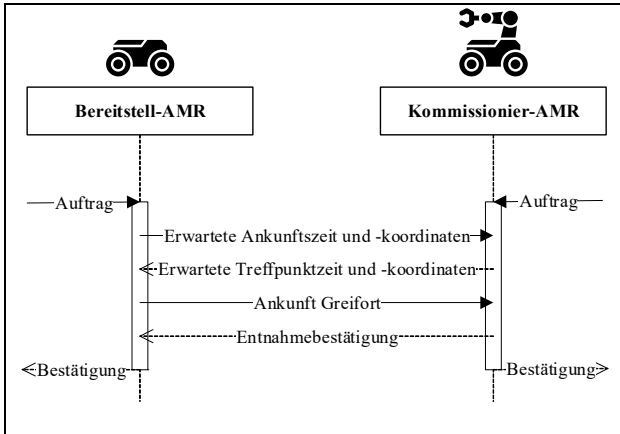 Bereitstell-AMR
Kommissionier-AMR
Auftrag
Auftrag
Erwartete Ankunftszeit und -koordinaten
Erwartete Treffpunktzeit und -koordinaten
Ankunft Greifort
Entnahmebestätigung
Bestätigung
Bestätigung